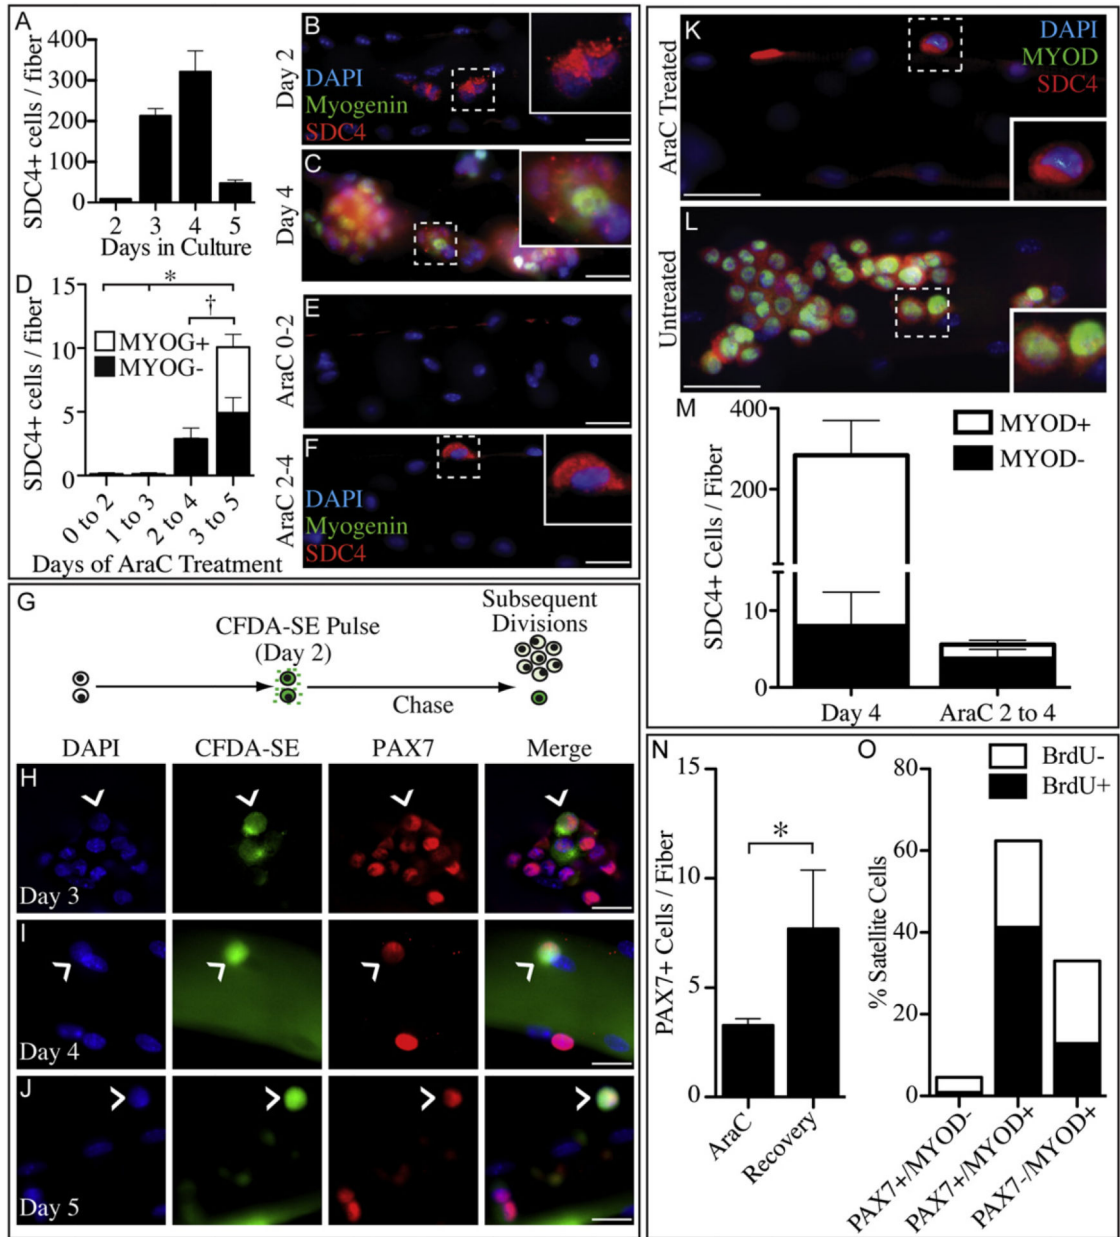 A
400
300
200
100
0
SDC4+ cells / fiber
2 3 4 5
Days in Culture
B
Day 2
DAPI
Myogenin
SDC4
C
Day 4
D
15
10
5
0
SDC4+ cells / fiber
*
†
MYOG+
MYOG-
0 to 2
1 to 3
2 to 4
3 to 5
Days of AraC Treatment
E
AraC 0-2
F
AraC 2-4
DAPI
Myogenin
SDC4
G
CFDA-SE Pulse
(Day 2)
Chase
Subsequent
Divisions
DAPI CFDA-SE PAX7 Merge
H
Day 3
I
Day 4
J
Day 5
K
AraC Treated
DAPI
MYOD
SDC4
L
Untreated
M
400
200
10
0
SDC4+ Cells / Fiber
MYOD+
MYOD-
Day 4 AraC 2 to 4
N
15
10
5
0
PAX7+ Cells / Fiber
*
AraC
Recovery
O
80
60
40
20
0
% Satellite Cells
BrdU-
BrdU+
PAX7+/MYOD-
PAX7+/MYOD+
PAX7-/MYOD+